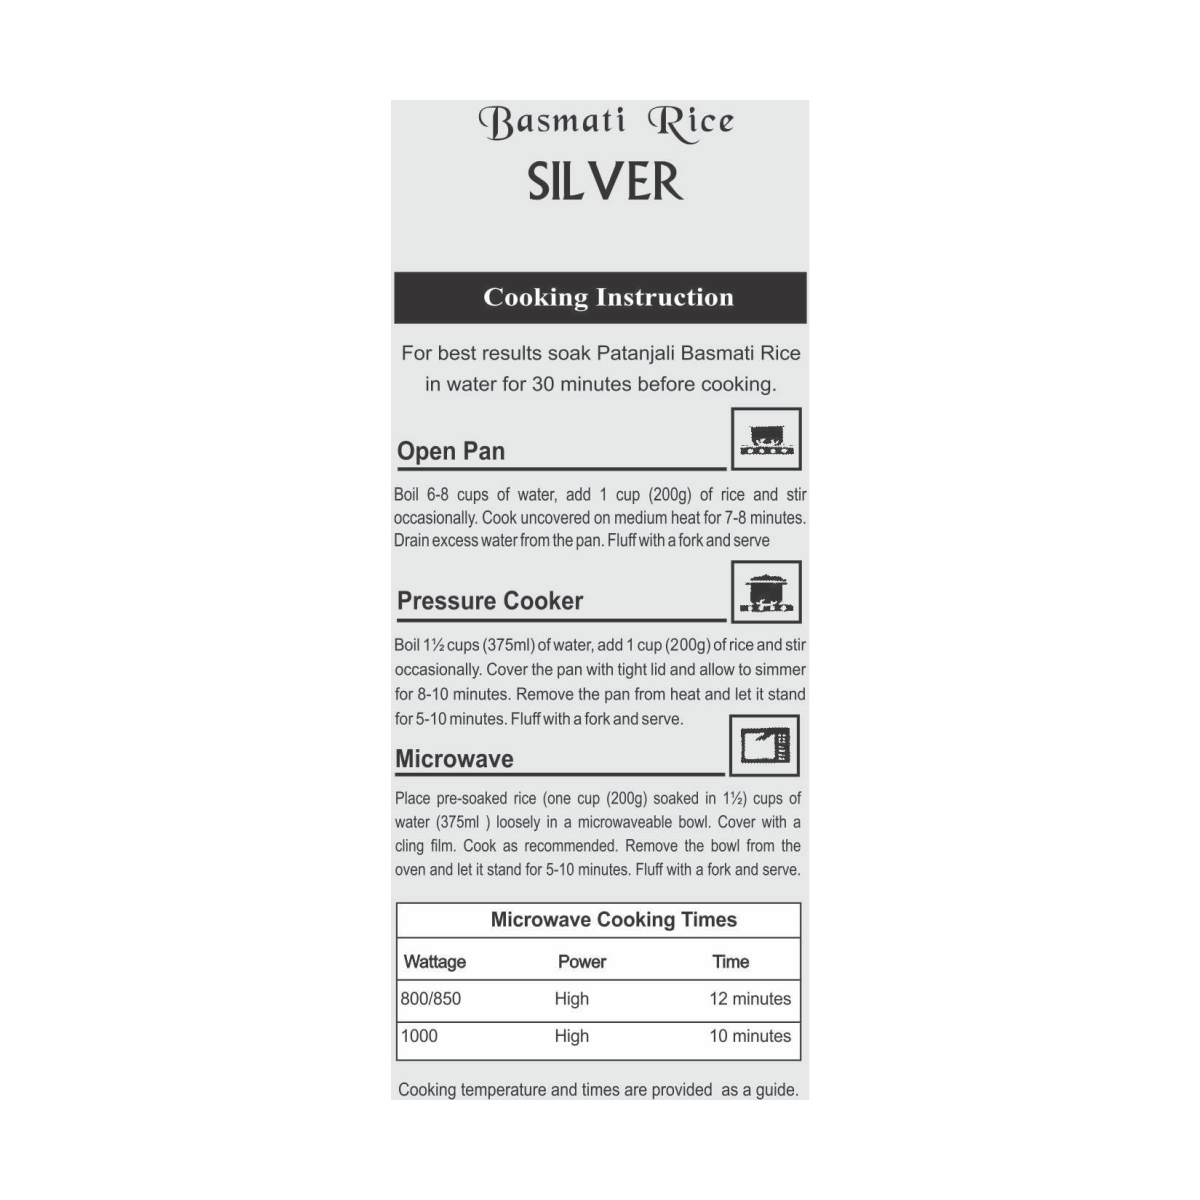 Basmati Rice
SILVER
Cooking Instruction
For best results soak Patanjali Basmati Rice
in water for 30 minutes before cooking.
Open Pan
Boil 6-8 cups of water, add 1 cup (200g) of rice and stir
occasionally. Cook uncovered on medium heat for 7-8 minutes.
Drain excess water from the pan. Fluff with a fork and serve
Pressure Cooker
Boil 1½ cups (375ml) of water, add 1 cup (200g) of rice and stir
occasionally. Cover the pan with tight lid and allow to simmer
for 8-10 minutes. Remove the pan from heat and let it stand
for 5-10 minutes. Fluff with a fork and serve.
Microwave
Place pre-soaked rice (one cup (200g) soaked in 1½) cups of
water (375ml ) loosely in a microwaveable bowl. Cover with a
cling film. Cook as recommended. Remove the bowl from the
oven and let it stand for 5-10 minutes. Fluff with a fork and serve.
Microwave Cooking Times
Wattage Power Time
800/850 High 12 minutes
1000 High 10 minutes
Cooking temperature and times are provided as a guide.